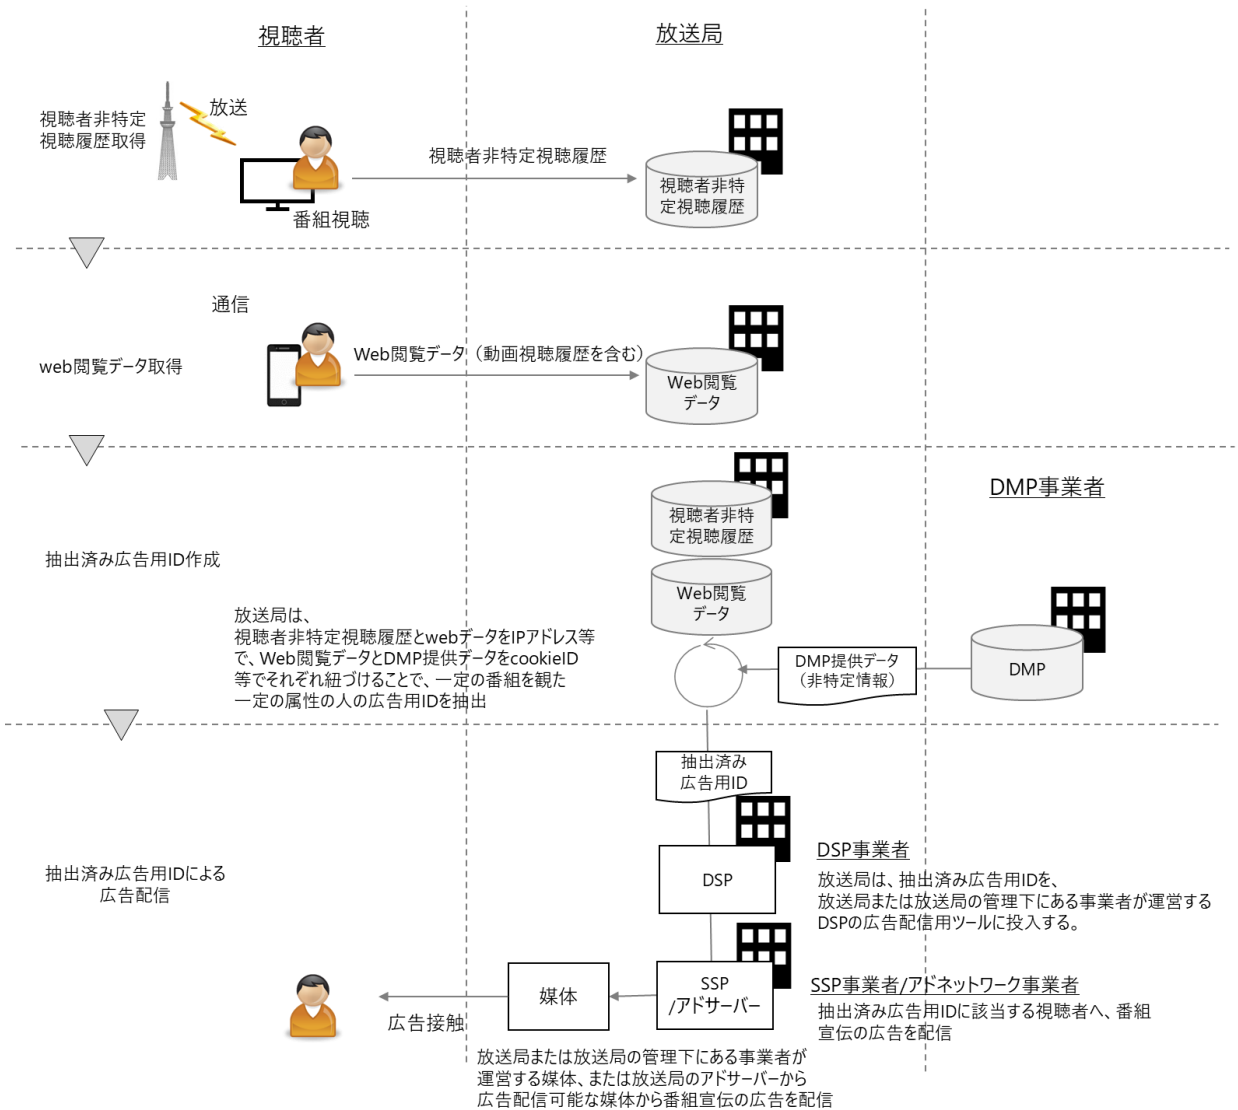 視聴者
放送局
視聴者非特定
視聴履歴取得
放送
番組視聴
視聴者非特定視聴履歴
視聴者非特
定視聴履歴
web閲覧データ取得
通信
Web閲覧データ（動画視聴履歴を含む）
Web閲覧
データ
DMP事業者
抽出済み広告用ID作成
視聴者非特
定視聴履歴
Web閲覧
データ
放送局は、
視聴者非特定視聴履歴とwebデータをIPアドレス等
で、Web閲覧データとDMP提供データをcookieID
等でそれぞれ紐づけることで、一定の番組を観た
一定の属性の人の広告用IDを抽出
DMP提供データ
（非特定情報）
DMP
抽出済み
広告用ID
抽出済み広告用IDによる
広告配信
DSP
DSP事業者
放送局は、抽出済み広告用IDを、
放送局または放送局の管理下にある事業者が運営する
DSPの広告配信用ツールに投入する。
広告接触
媒体
SSP
/アドサーバー
SSP事業者/アドネットワーク事業者
抽出済み広告用IDに該当する視聴者へ、番組
宣伝の広告を配信
放送局または放送局の管理下にある事業者が
運営する媒体、または放送局のアドサーバーから
広告配信可能な媒体から番組宣伝の広告を配信